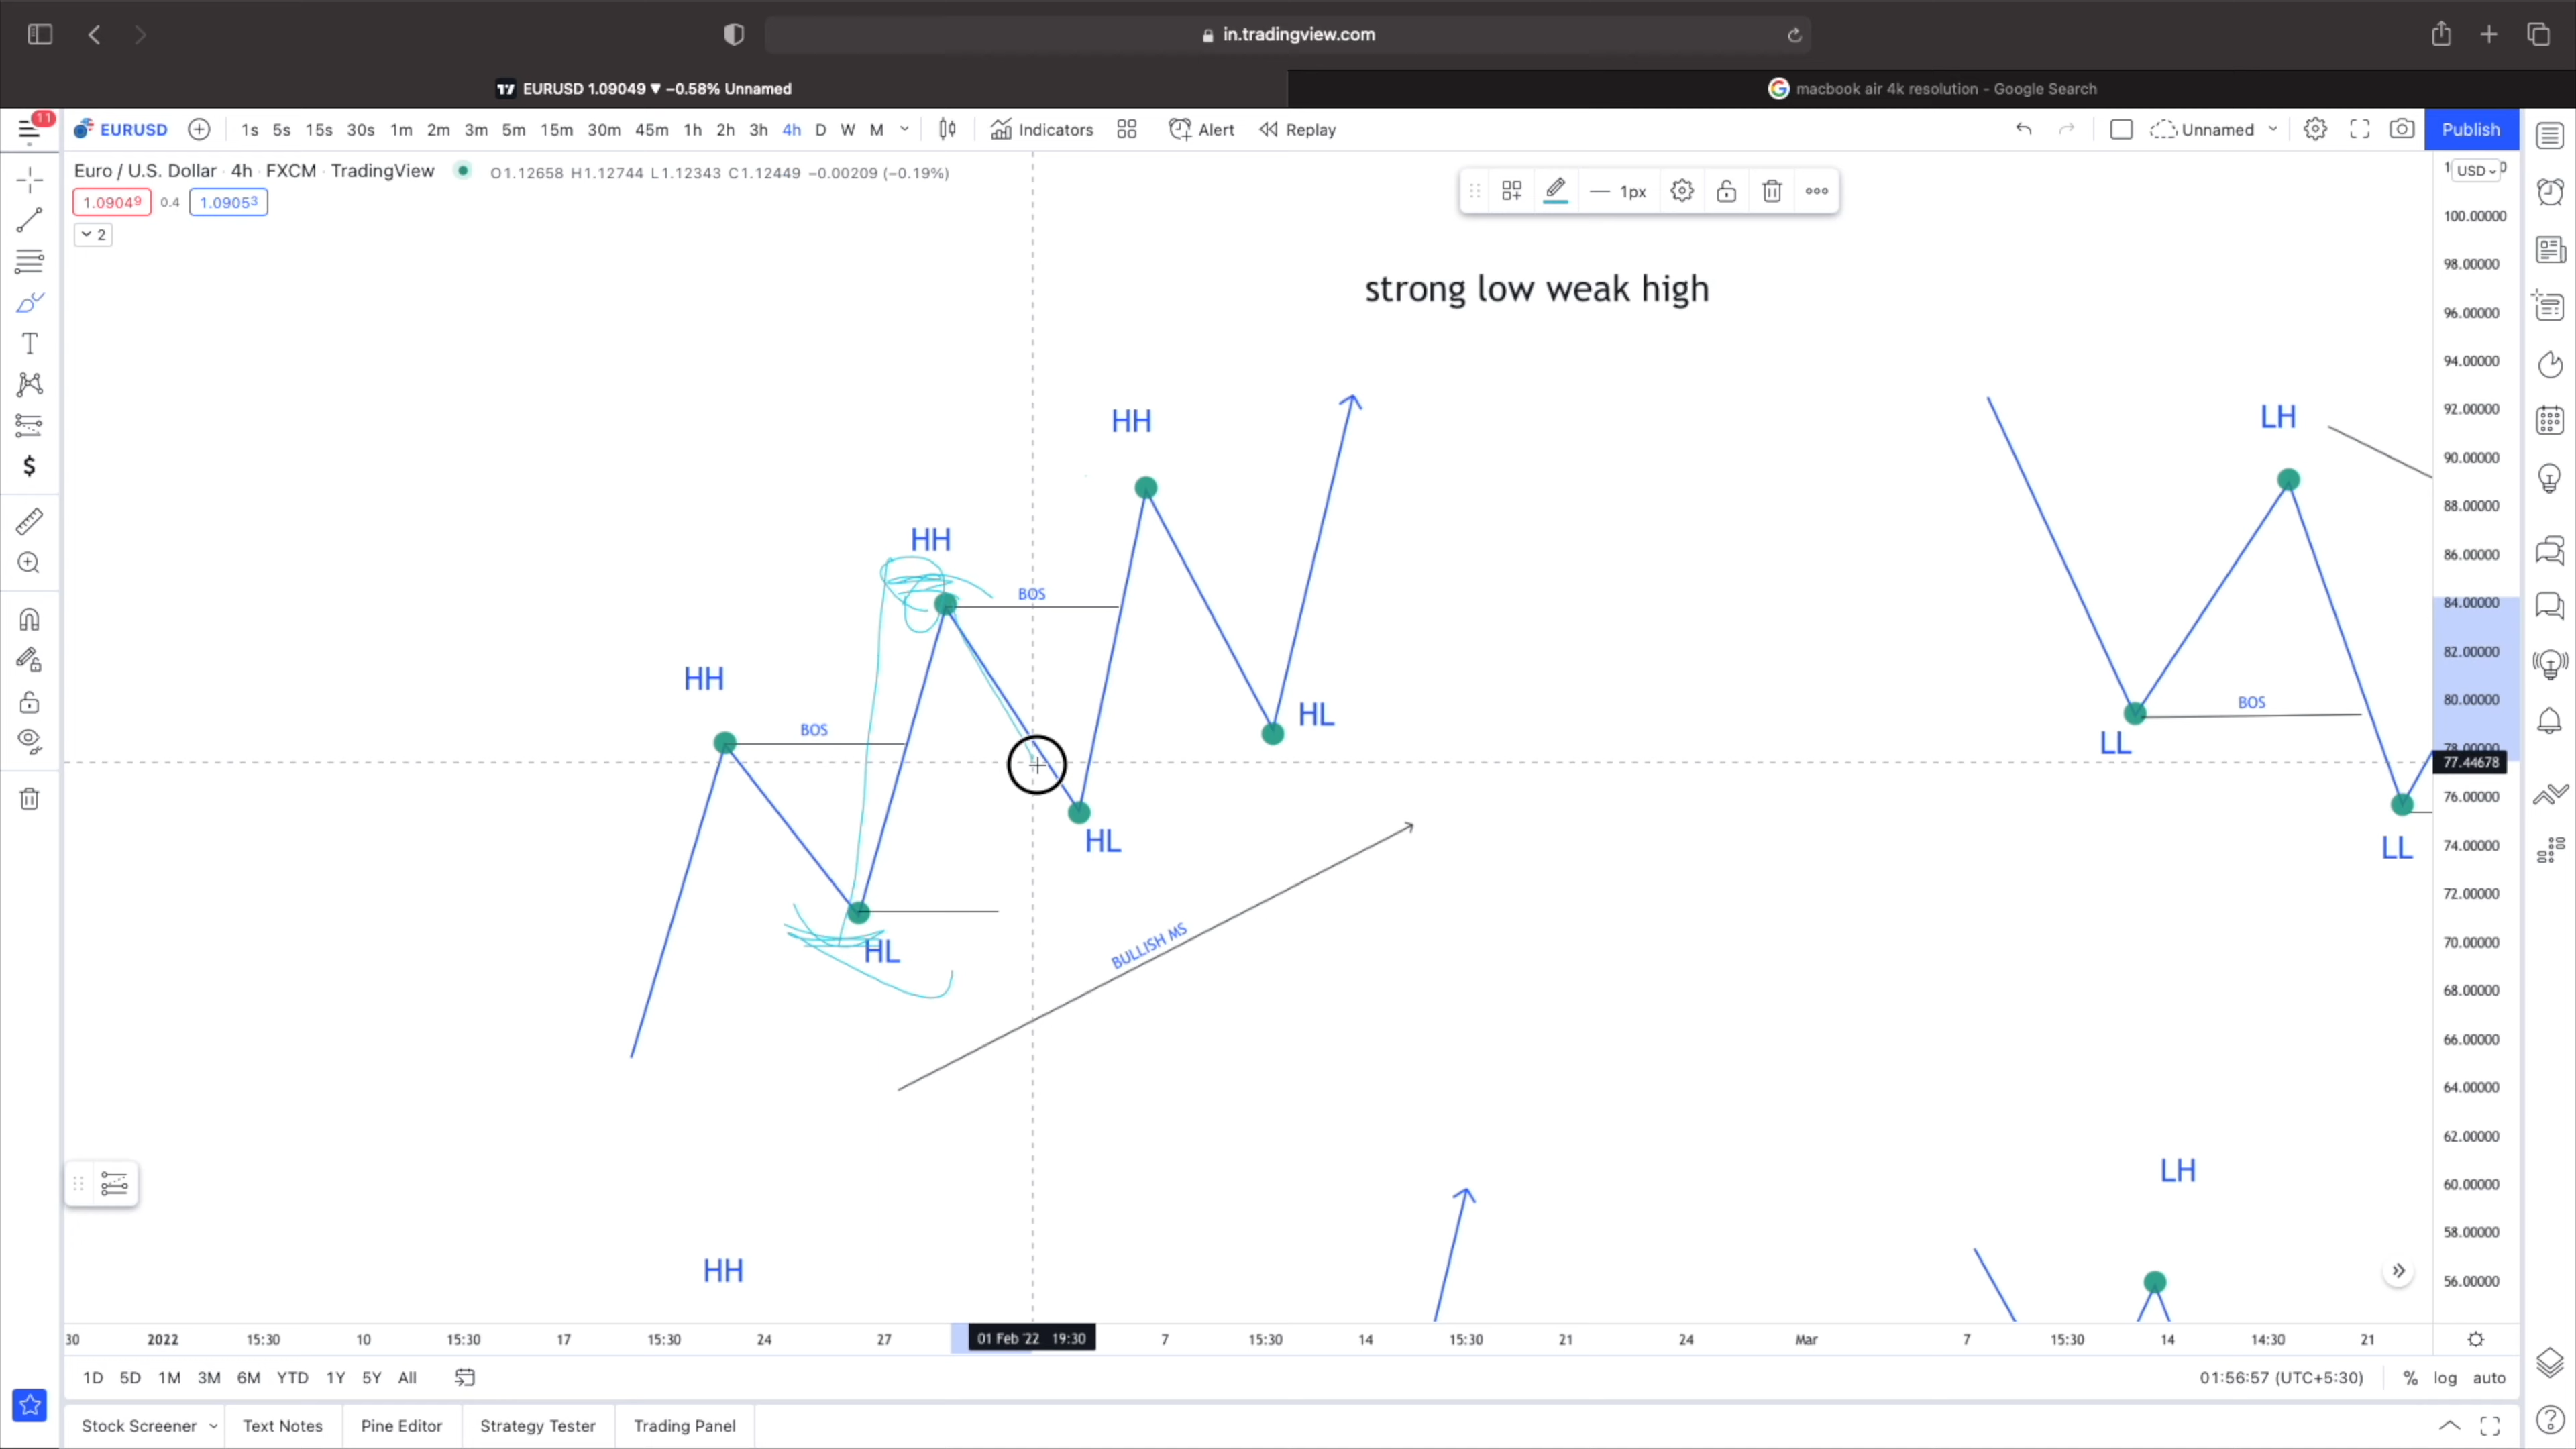 in.tradingview.com
EURUSD 1.09049 ▼ −0.58% Unnamed
macbook air 4k resolution - Google Search
11
EURUSD
1s 5s 15s 30s 1m 2m 3m 5m 15m 30m 45m 1h 2h 3h 4h D W M
Indicators
Alert
Replay
Unnamed
Publish
Euro / U.S. Dollar · 4h · FXCM · TradingView
O1.12658 H1.12744 L1.12343 C1.12449 −0.00209 (−0.19%)
1.09049 0.4 1.09053
2
1px
USD
strong low weak high
HH
LH
HH
BOS
HH
BOS
HL
BOS
LL
HL
LL
HL
BULLISH MS
LH
HH
100.00000
98.00000
96.00000
94.00000
92.00000
90.00000
88.00000
86.00000
84.00000
82.00000
80.00000
78.00000
77.44678
76.00000
74.00000
72.00000
70.00000
68.00000
66.00000
64.00000
62.00000
60.00000
58.00000
56.00000
30 2022 15:30 10 15:30 17 15:30 24 27 01 Feb '22 19:30 7 15:30 14 15:30 21 24 Mar 7 15:30 14 14:30 21
1D 5D 1M 3M 6M YTD 1Y 5Y All
01:56:57 (UTC+5:30) % log auto
Stock Screener Text Notes Pine Editor Strategy Tester Trading Panel